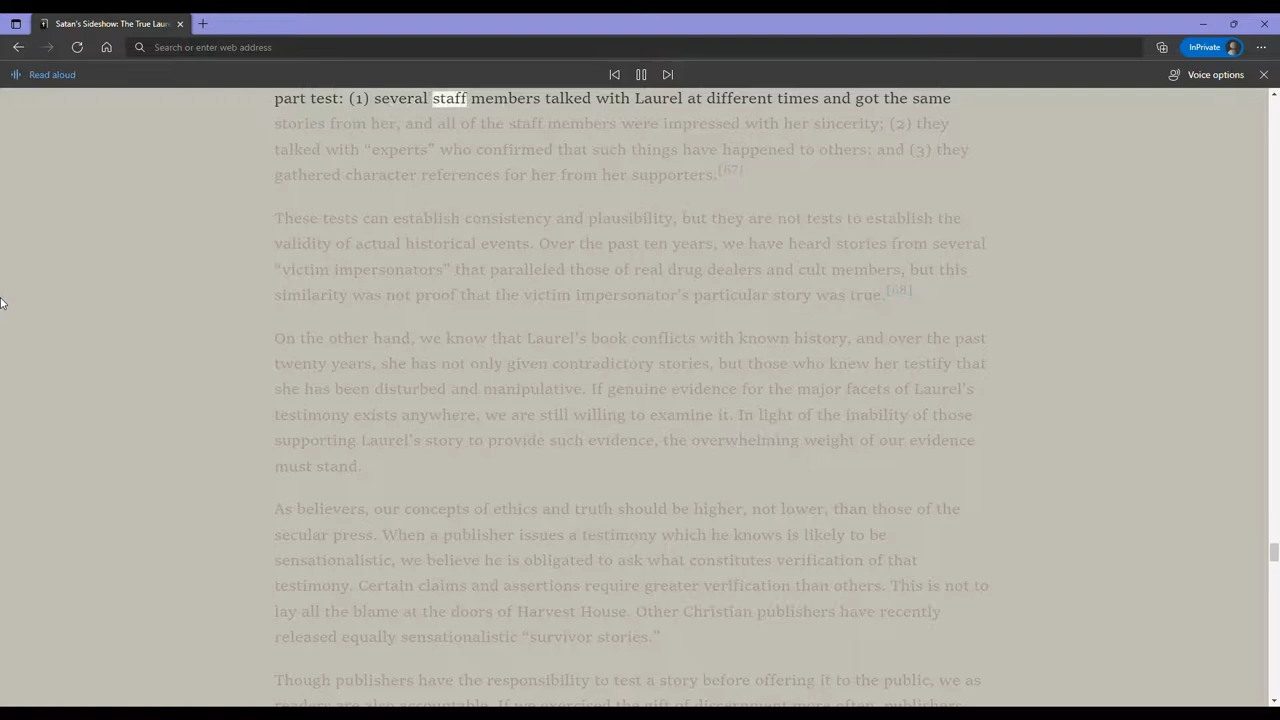 Satan's Sideshow: The True Laur
Search or enter web address
InPrivate
Read aloud
Voice options
part test: (1) several staff members talked with Laurel at different times and got the same
stories from her, and all of the staff members were impressed with her sincerity; (2) they
talked with “experts” who confirmed that such things have happened to others: and (3) they
gathered character references for her from her supporters.[67]
These tests can establish consistency and plausibility, but they are not tests to establish the
validity of actual historical events. Over the past ten years, we have heard stories from several
“victim impersonators” that paralleled those of real drug dealers and cult members, but this
similarity was not proof that the victim impersonator’s particular story was true.[68]
On the other hand, we know that Laurel’s book conflicts with known history, and over the past
twenty years, she has not only given contradictory stories, but those who knew her testify that
she has been disturbed and manipulative. If genuine evidence for the major facets of Laurel’s
testimony exists anywhere, we are still willing to examine it. In light of the inability of those
supporting Laurel’s story to provide such evidence, the overwhelming weight of our evidence
must stand.
As believers, our concepts of ethics and truth should be higher, not lower, than those of the
secular press. When a publisher issues a testimony which he knows is likely to be
sensationalistic, we believe he is obligated to ask what constitutes verification of that
testimony. Certain claims and assertions require greater verification than others. This is not to
lay all the blame at the doors of Harvest House. Other Christian publishers have recently
released equally sensationalistic “survivor stories.”
Though publishers have the responsibility to test a story before offering it to the public, we as
readers are also accountable. If we exercised the gift of discernment more often, publishers